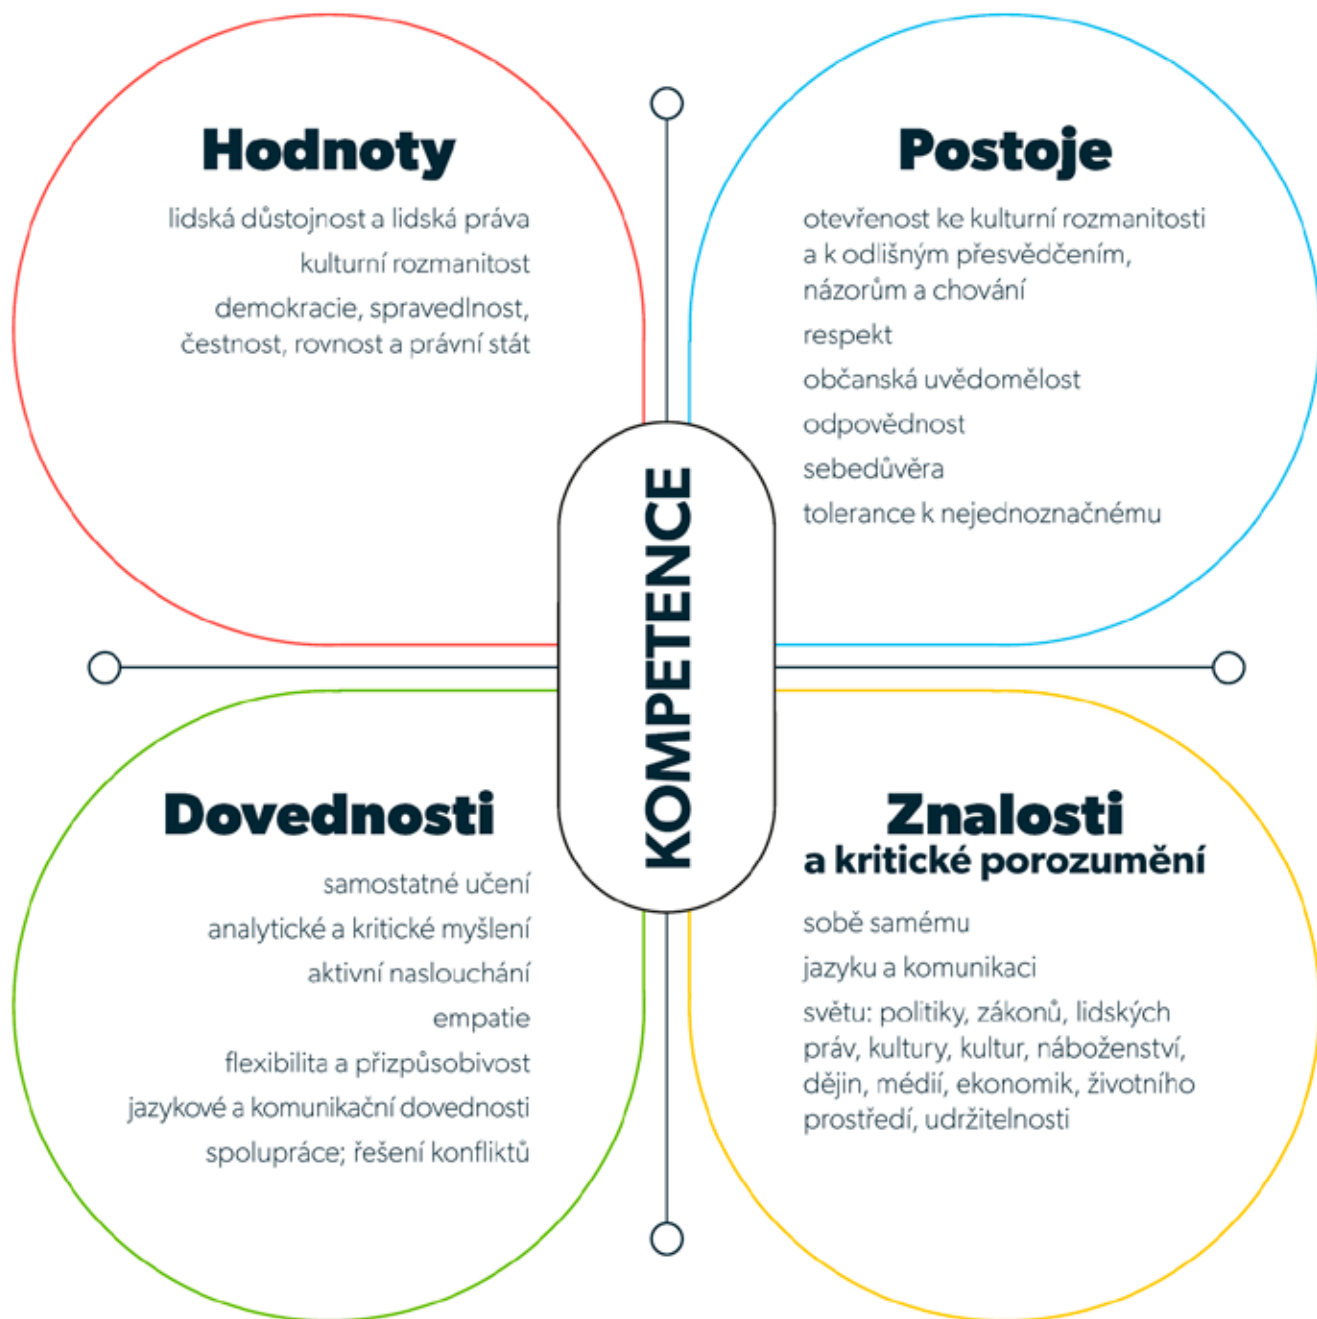 Hodnoty
lidská důstojnost a lidská práva
kulturní rozmanitost
demokracie, spravedlnost,
čestnost, rovnost a právní stát
Postoje
otevřenost ke kulturní rozmanitosti
a k odlišným přesvědčením,
názorům a chování
respekt
občanská uvědomělost
odpovědnost
sebedůvěra
tolerance k nejednoznačnému
KOMPETENCE
Dovednosti
samostatné učení
analytické a kritické myšlení
aktivní naslouchání
empatie
flexibilita a přizpůsobivost
jazykové a komunikační dovednosti
spolupráce; řešení konfliktů
Znalosti
a kritické porozumění
sobě samému
jazyku a komunikaci
světu: politiky, zákonů, lidských
práv, kultury, kultur, náboženství,
dějin, médií, ekonomik, životního
prostředí, udržitelnosti